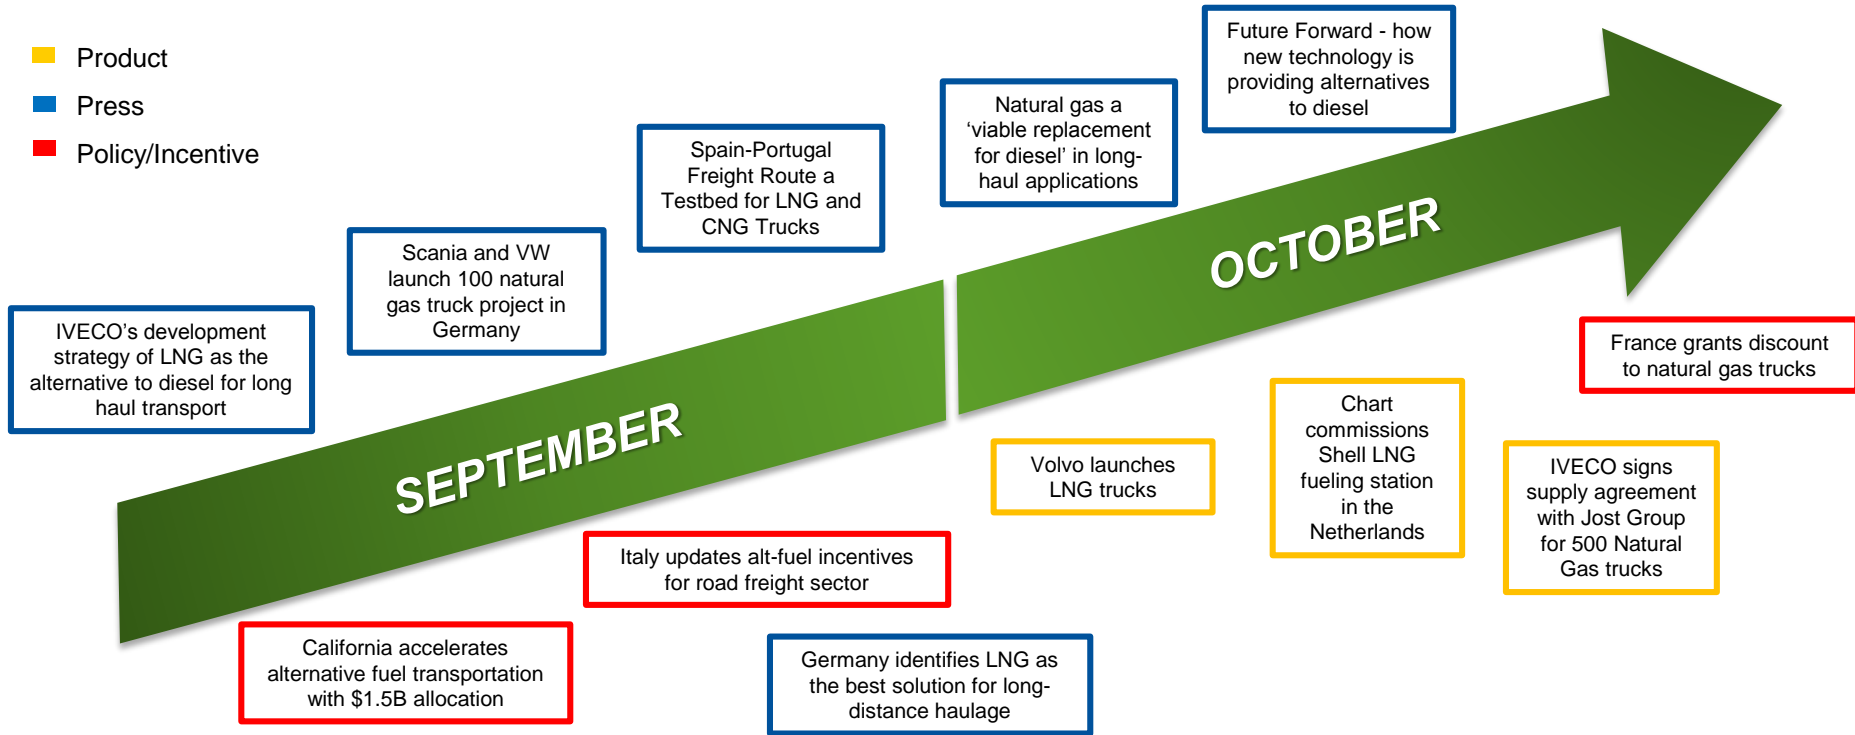 Product
Press
Policy/Incentive
IVECO’s development
strategy of LNG as the
alternative to diesel for long
haul transport
Scania and VW
launch 100 natural
gas truck project in
Germany
Spain-Portugal
Freight Route a
Testbed for LNG and
CNG Trucks
Natural gas a
‘viable replacement
for diesel’ in long-
haul applications
Future Forward - how
new technology is
providing alternatives
to diesel
SEPTEMBER
OCTOBER
California accelerates
alternative fuel transportation
with $1.5B allocation
Italy updates alt-fuel incentives
for road freight sector
Germany identifies LNG as
the best solution for long-
distance haulage
Volvo launches
LNG trucks
Chart
commissions
Shell LNG
fueling station
in the
Netherlands
IVECO signs
supply agreement
with Jost Group
for 500 Natural
Gas trucks
France grants discount
to natural gas trucks